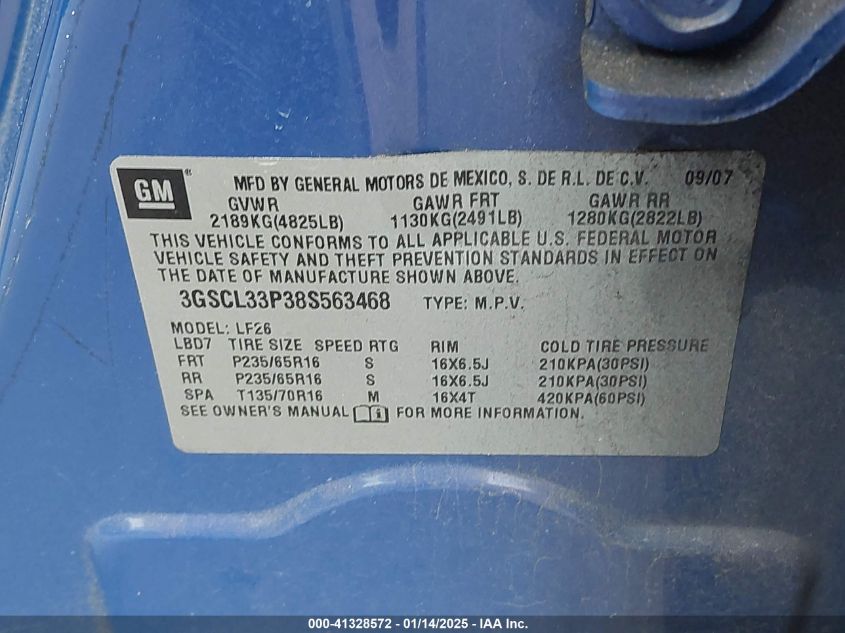 GM ® MFD BY GENERAL MOTORS DE MEXICO, S. DE R.L. DE C.V. 09/07
GVWR GAWR FRT GAWR RR
2189KG(4825LB) 1130KG(2491LB) 1280KG(2822LB)
THIS VEHICLE CONFORMS TO ALL APPLICABLE U.S. FEDERAL MOTOR
VEHICLE SAFETY AND THEFT PREVENTION STANDARDS IN EFFECT ON
THE DATE OF MANUFACTURE SHOWN ABOVE.
3GSCL33P38S563468 TYPE: M.P.V.
MODEL: LF26
LBD7 TIRE SIZE SPEED RTG RIM COLD TIRE PRESSURE
FRT P235/65R16 S 16X6.5J 210KPA(30PSI)
RR P235/65R16 S 16X6.5J 210KPA(30PSI)
SPA T135/70R16 M 16X4T 420KPA(60PSI)
SEE OWNER'S MANUAL FOR MORE INFORMATION.
000-41328572 - 01/14/2025 - IAA Inc.